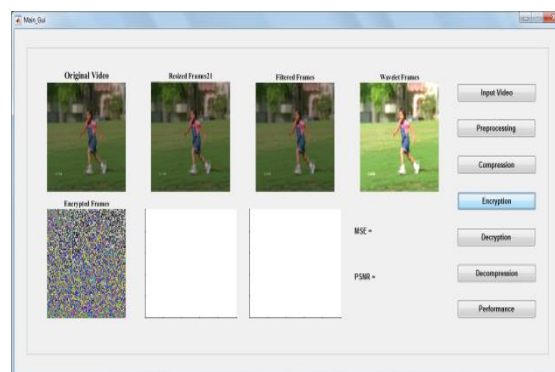 Main_Gui
Original Video
Resized Frames21
Filtered Frames
Wavelet Frames
Encrypted Frames
MSE =
PSNR =
Input Video
Preprocessing
Compression
Encryption
Decryption
Decompression
Performance